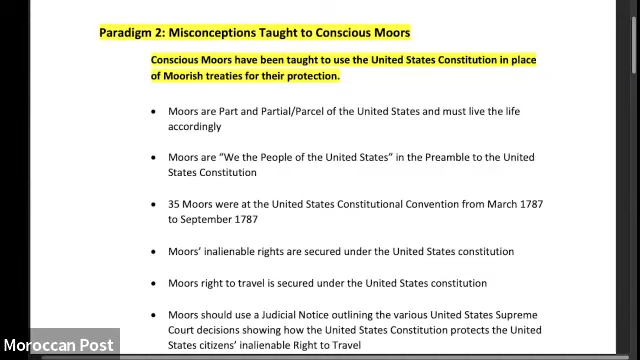 Paradigm 2: Misconceptions Taught to Conscious Moors
Conscious Moors have been taught to use the United States Constitution in place
of Moorish treaties for their protection.
• Moors are Part and Partial/Parcel of the United States and must live the life
accordingly
• Moors are “We the People of the United States” in the Preamble to the United
States Constitution
• 35 Moors were at the United States Constitutional Convention from March 1787
to September 1787
• Moors’ inalienable rights are secured under the United States constitution
• Moors right to travel is secured under the United States constitution
• Moors should use a Judicial Notice outlining the various United States Supreme
Court decisions showing how the United States Constitution protects the United
States citizens’ inalienable Right to Travel
Moroccan Post